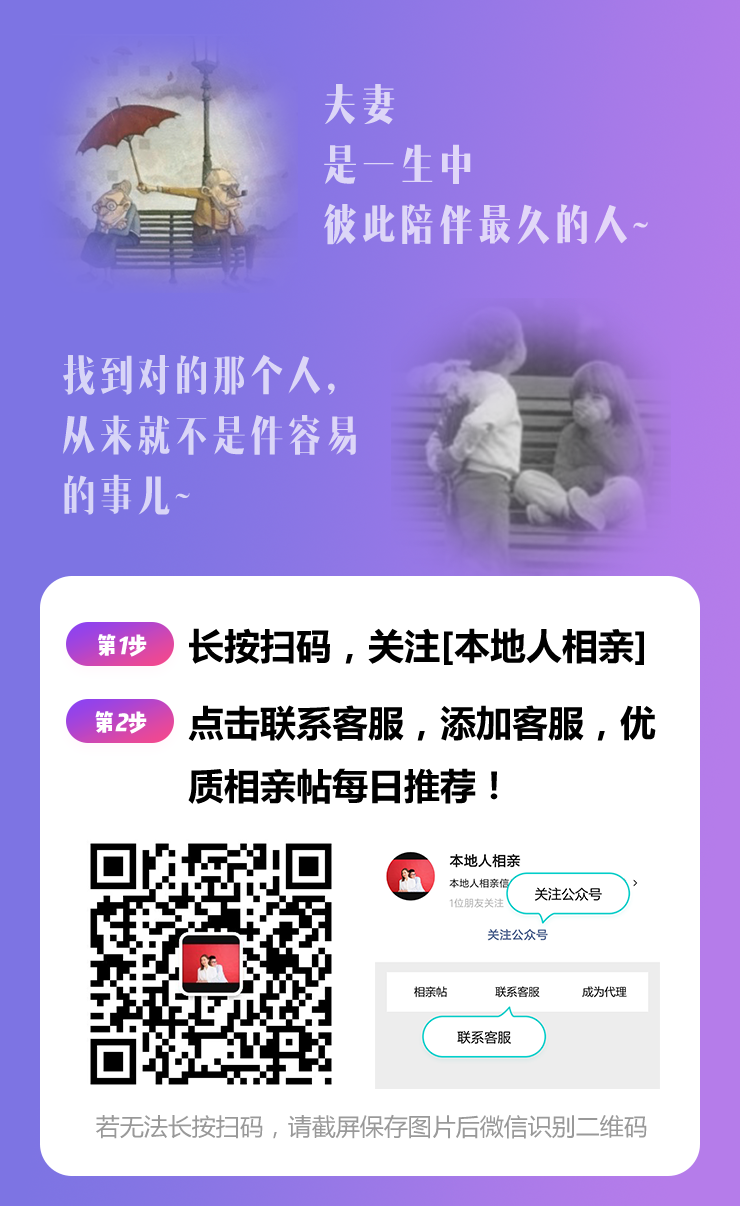 夫妻
是一生中
彼此陪伴最久的人~
找到对的那个人,
从来就不是件容易
的事儿~
第1步
长按扫码，关注[本地人相亲]
第2步
点击联系客服，添加客服，优
质相亲帖每日推荐！
本地人相亲
本地人相亲信
1位朋友关注
关注公众号
关注公众号
相亲帖 联系客服 成为代理
联系客服
若无法长按扫码，请截屏保存图片后微信识别二维码